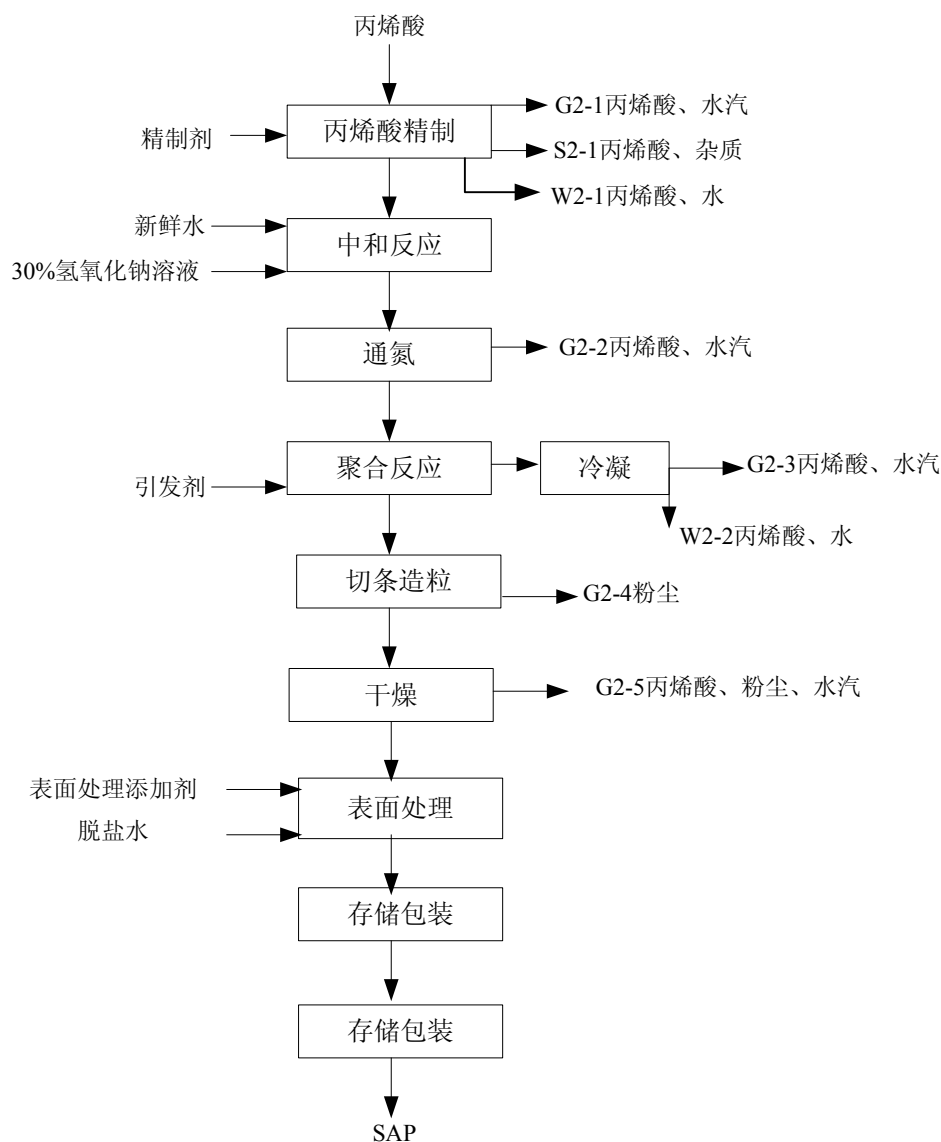 丙烯酸
G2-1丙烯酸、水汽
精制剂
丙烯酸精制
S2-1丙烯酸、杂质
W2-1丙烯酸、水
新鲜水
中和反应
30%氢氧化钠溶液
通氮
G2-2丙烯酸、水汽
聚合反应
冷凝
G2-3丙烯酸、水汽
引发剂
W2-2丙烯酸、水
切条造粒
G2-4粉尘
干燥
G2-5丙烯酸、粉尘、水汽
表面处理添加剂
表面处理
脱盐水
存储包装
存储包装
SAP